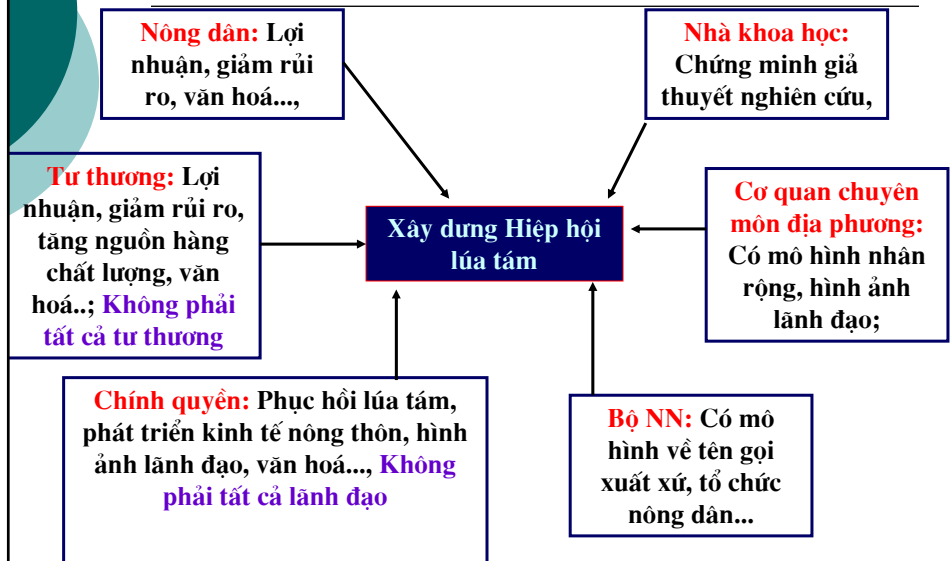 Nông dân: Lợi
nhuận, giảm rủi
ro, văn hoá...,
Nhà khoa học:
Chứng minh giả
thuyết nghiên cứu,
Tư thương: Lợi
nhuận, giảm rủi ro,
tăng nguồn hàng
chất lượng, văn
hoá..; Không phải
tất cả tư thương
Xây dưng Hiệp hội
lúa tám
Cơ quan chuyên
môn địa phương:
Có mô hình nhân
rộng, hình ảnh
lãnh đạo;
Chính quyền: Phục hồi lúa tám,
phát triển kinh tế nông thôn, hình
ảnh lãnh đạo, văn hoá..., Không
phải tất cả lãnh đạo
Bộ NN: Có mô
hình về tên gọi
xuất xứ, tổ chức
nông dân...